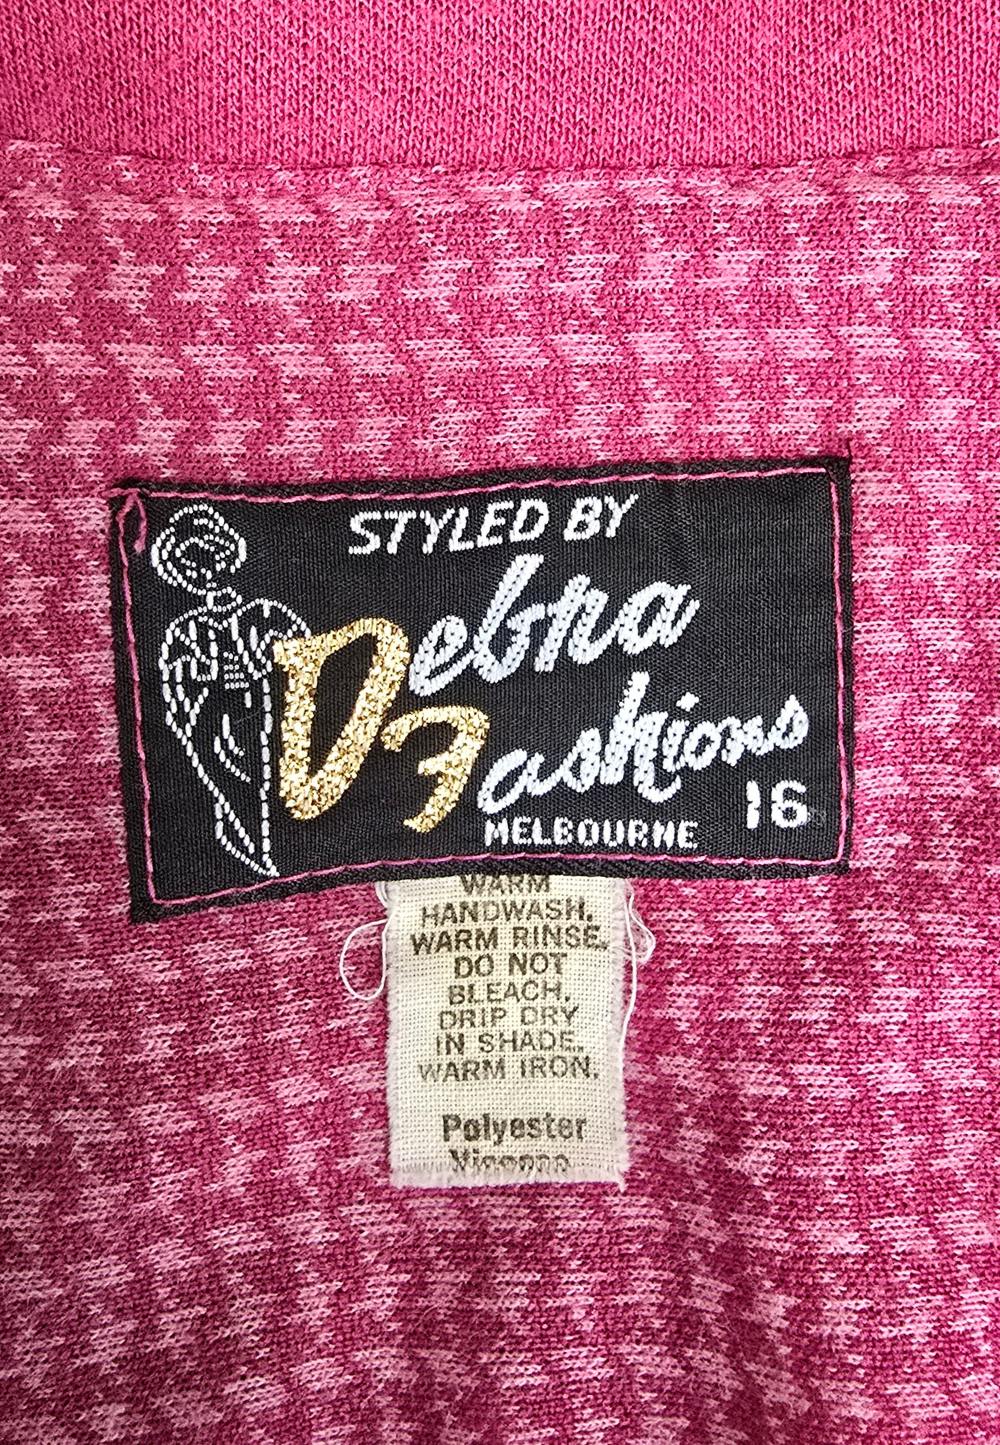 STYLED BY
Debra
Fashions
MELBOURNE 16
WARM
HANDWASH.
WARM RINSE.
DO NOT
BLEACH.
DRIP DRY
IN SHADE.
WARM IRON.
Polyester